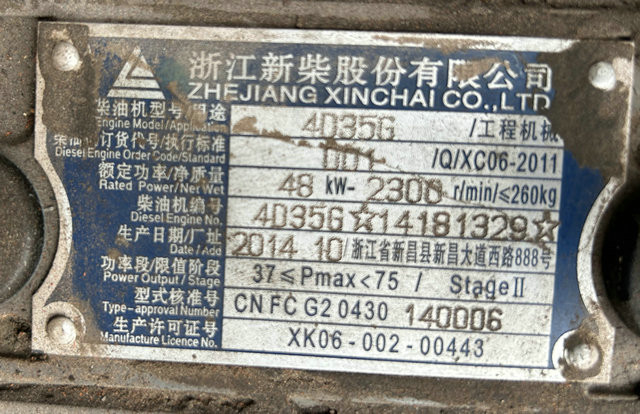 浙江新柴股份有限公司
ZHEJIANG XINCHAI CO.,LTD
柴油机型号/用途 4D35G /工程机械
Engine Model/Application
订货代号/执行标准 001 /Q/XC06-2011
Diesel Engine Order Code/Standard
额定功率/净质量 48 kW- 2300 r/min/≤260kg
Rated Power/Net Wet
柴油机编号 4D35G☆14181329☆
Diesel Engine No.
生产日期/厂址 2014 10/浙江省新昌县新昌大道西路888号
Date/Add
功率段/限值阶段 37≤Pmax<75 / StageⅡ
Power Output/Stage
型式核准号 CN FC G2 0430 140006
Type-approval Number
生产许可证号 XK06-002-00443
Manufacture Licence No.